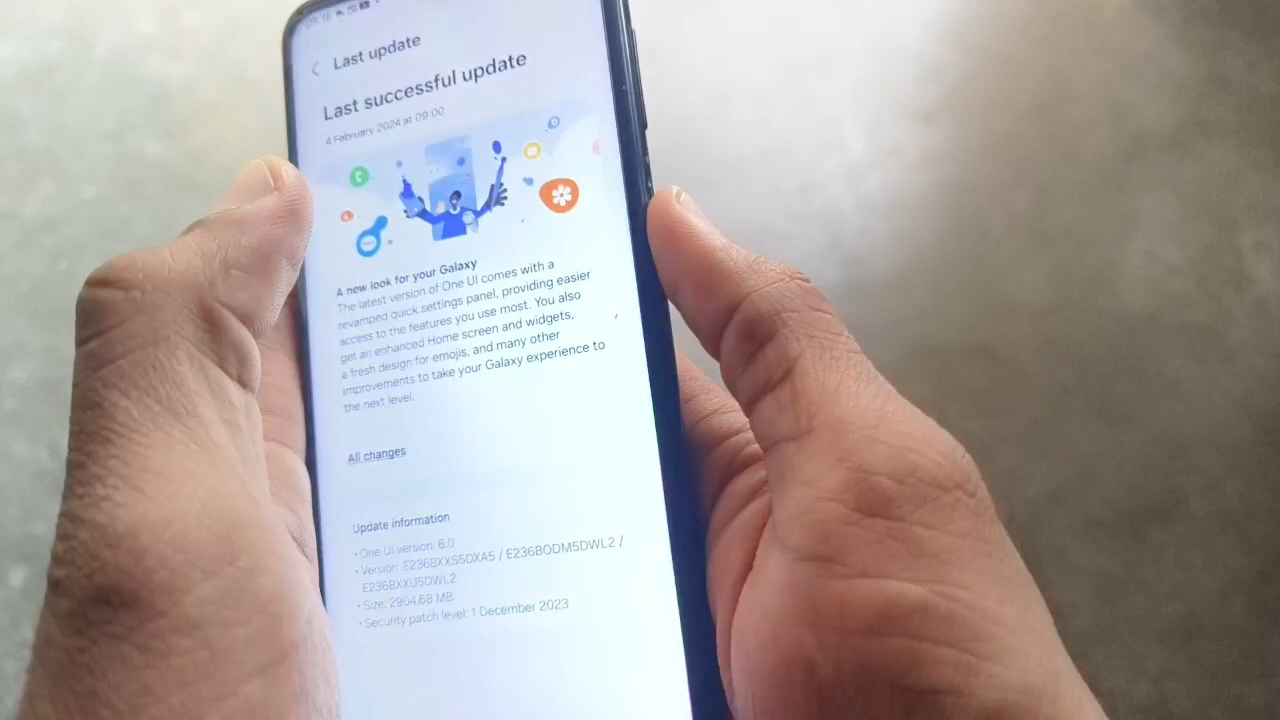 09:18
Last update
Last successful update
4 February 2024 at 09:00
A new look for your Galaxy
The latest version of One UI comes with a
revamped quick settings panel, providing easier
access to the features you use most. You also
get an enhanced Home screen and widgets,
a fresh design for emojis, and many other
improvements to take your Galaxy experience to
the next level.
All changes
Update information
• One UI version: 6.0
• Version: E236BXXS5DXA5 / E236BODM5DWL2 /
E236BXXU5DWL2
• Size: 2904.68 MB
• Security patch level: 1 December 2023